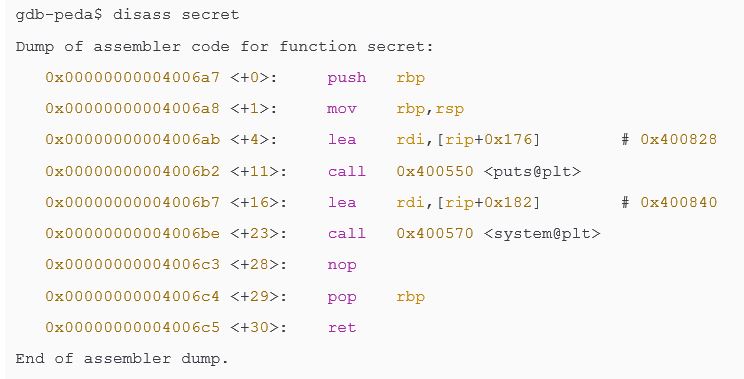 gdb-peda$ disass secret
Dump of assembler code for function secret:
0x00000000004006a7 <+0>: push rbp
0x00000000004006a8 <+1>: mov rbp,rsp
0x00000000004006ab <+4>: lea rdi,[rip+0x176] # 0x400828
0x00000000004006b2 <+11>: call 0x400550 <puts@plt>
0x00000000004006b7 <+16>: lea rdi,[rip+0x182] # 0x400840
0x00000000004006be <+23>: call 0x400570 <system@plt>
0x00000000004006c3 <+28>: nop
0x00000000004006c4 <+29>: pop rbp
0x00000000004006c5 <+30>: ret
End of assembler dump.